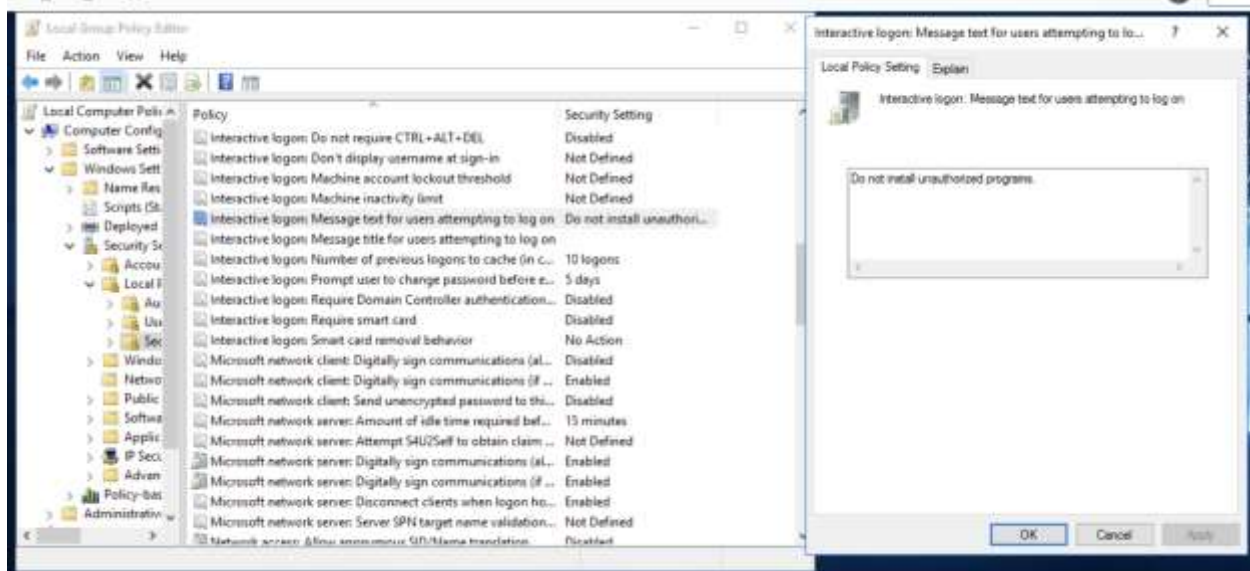 Local Group Policy Editor
File Action View Help
Local Computer Polic
Computer Config
Software Setti
Windows Sett
Name Res
Scripts (St
Deployed
Security Se
Accou
Local P
Au
Use
Sec
Windo
Netwo
Public
Softwa
Applic
IP Secu
Advan
Policy-bas
Administrativ
Policy Security Setting
Interactive logon: Do not require CTRL+ALT+DEL Disabled
Interactive logon: Don't display username at sign-in Not Defined
Interactive logon: Machine account lockout threshold Not Defined
Interactive logon: Machine inactivity limit Not Defined
Interactive logon: Message text for users attempting to log on Do not install unauthori...
Interactive logon: Message title for users attempting to log on
Interactive logon: Number of previous logons to cache (in c... 10 logons
Interactive logon: Prompt user to change password before e... 5 days
Interactive logon: Require Domain Controller authentication... Disabled
Interactive logon: Require smart card Disabled
Interactive logon: Smart card removal behavior No Action
Microsoft network client: Digitally sign communications (al... Disabled
Microsoft network client: Digitally sign communications (if ... Enabled
Microsoft network client: Send unencrypted password to thi... Disabled
Microsoft network server: Amount of idle time required bef... 15 minutes
Microsoft network server: Attempt S4U2Self to obtain claim ... Not Defined
Microsoft network server: Digitally sign communications (al... Enabled
Microsoft network server: Digitally sign communications (if ... Enabled
Microsoft network server: Disconnect clients when logon ho... Enabled
Microsoft network server: Server SPN target name validation... Not Defined
Network access: Allow anonymous SID/Name translation Disabled
Interactive logon: Message text for users attempting to lo... ?
Local Policy Setting Explain
Interactive logon: Message text for users attempting to log on
Do not install unauthorized programs.
OK Cancel Apply